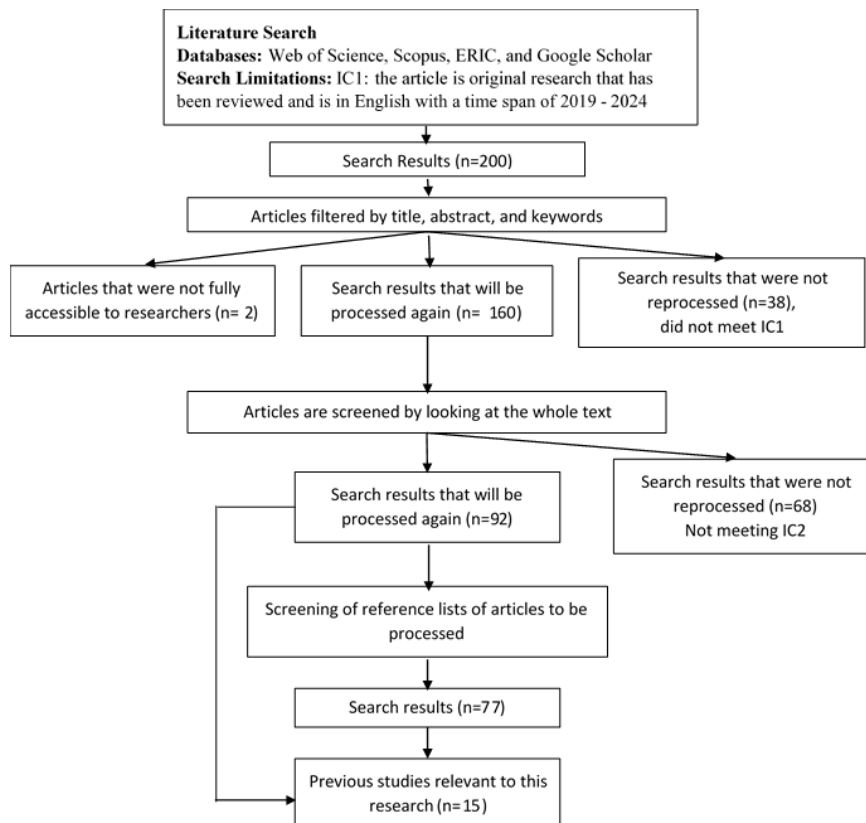 Literature Search
Databases: Web of Science, Scopus, ERIC, and Google Scholar
Search Limitations: IC1: the article is original research that has
been reviewed and is in English with a time span of 2019 - 2024
Search Results (n=200)
Articles filtered by title, abstract, and keywords
Articles that were not fully
accessible to researchers (n= 2)
Search results that will be
processed again (n= 160)
Search results that were not
reprocessed (n=38),
did not meet IC1
Articles are screened by looking at the whole text
Search results that will be
processed again (n=92)
Search results that were not
reprocessed (n=68)
Not meeting IC2
Screening of reference lists of articles to be
processed
Search results (n=77)
Previous studies relevant to this
research (n=15)